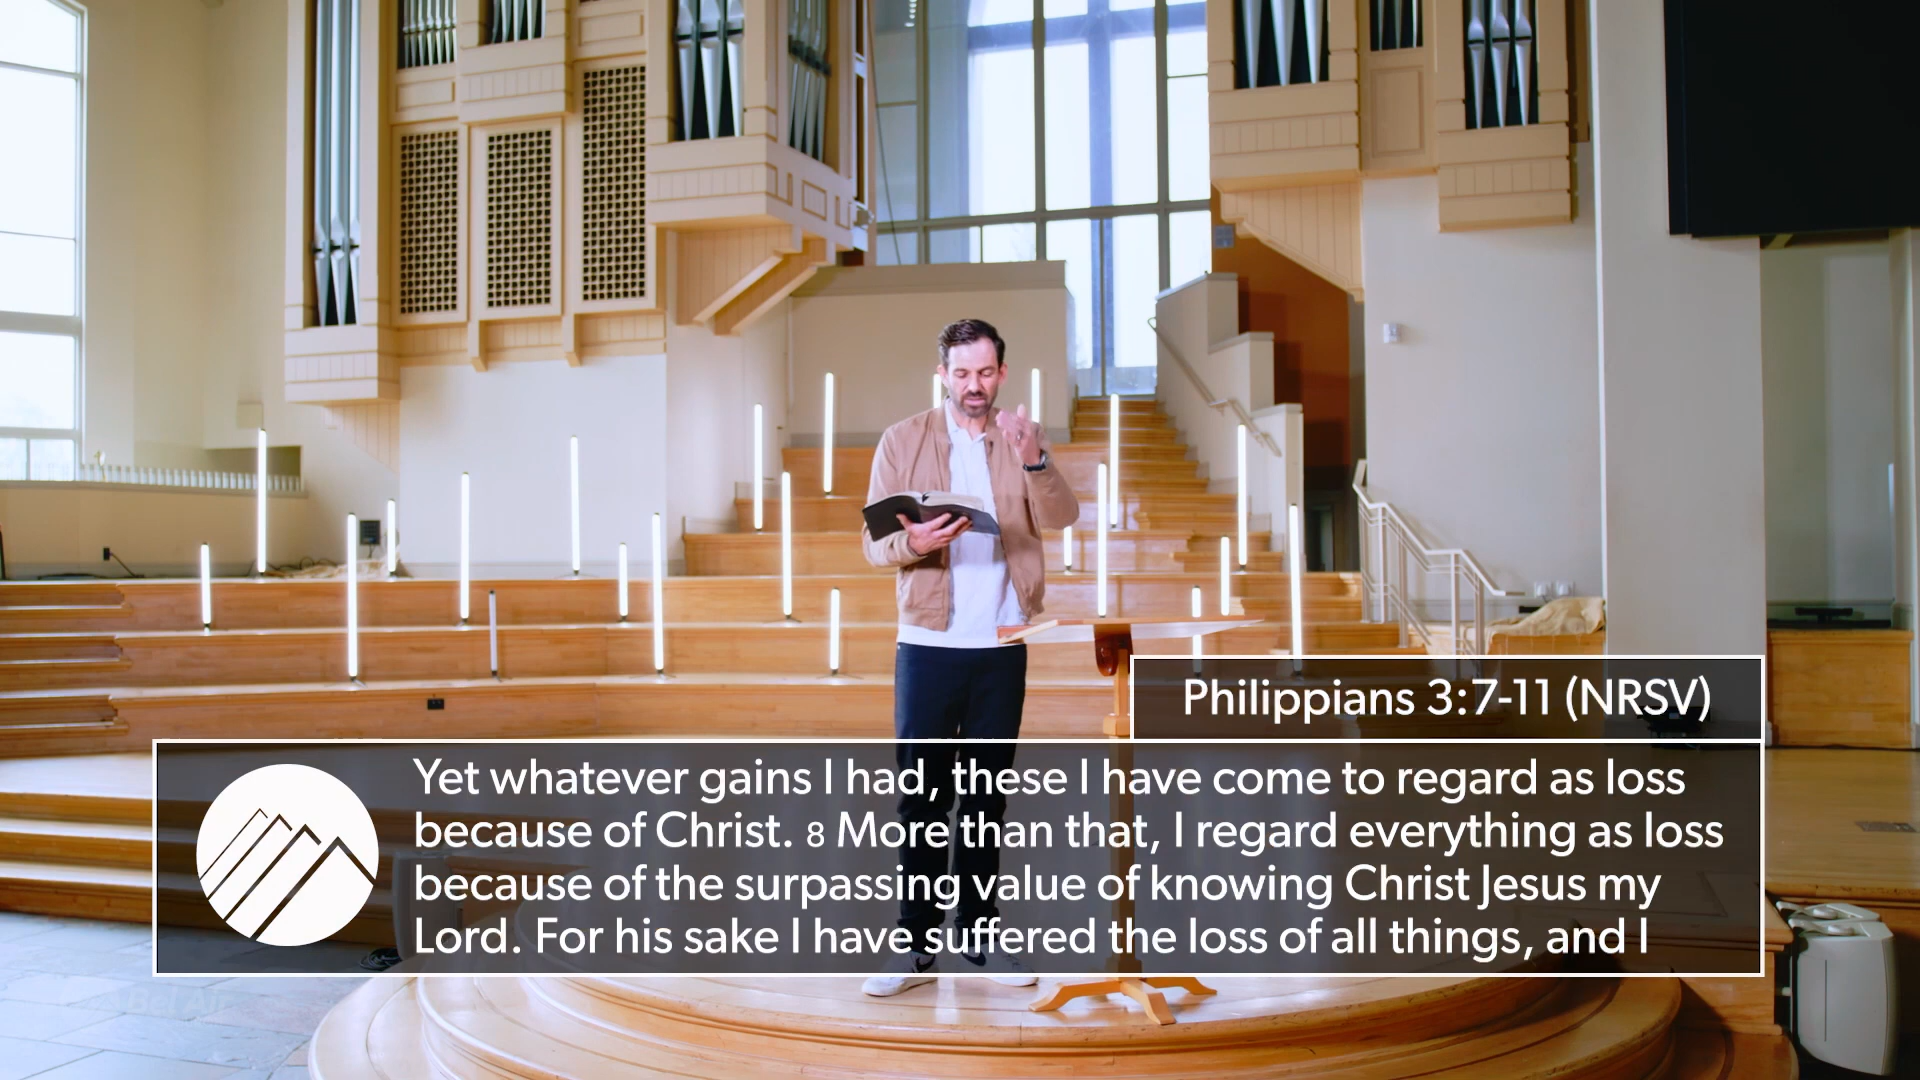 Philippians 3:7-11 (NRSV)
Yet whatever gains I had, these I have come to regard as loss
because of Christ. 8 More than that, I regard everything as loss
because of the surpassing value of knowing Christ Jesus my
Lord. For his sake I have suffered the loss of all things, and I
Bel Air